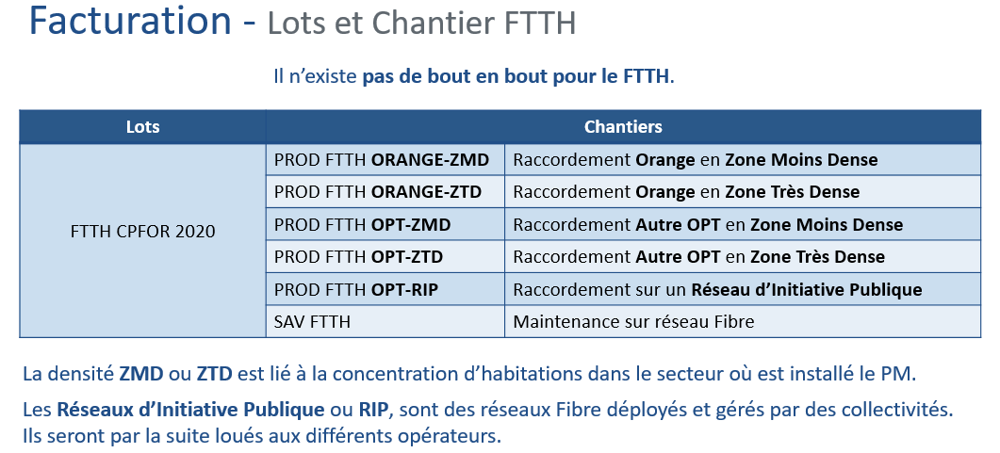 Facturation - Lots et Chantier FTTH
Il n’existe pas de bout en bout pour le FTTH.
Lots Chantiers
PROD FTTH ORANGE-ZMD Raccordement Orange en Zone Moins Dense
PROD FTTH ORANGE-ZTD Raccordement Orange en Zone Très Dense
FTTH CPFOR 2020 PROD FTTH OPT-ZMD Raccordement Autre OPT en Zone Moins Dense
PROD FTTH OPT-ZTD Raccordement Autre OPT en Zone Très Dense
PROD FTTH OPT-RIP Raccordement sur un Réseau d’Initiative Publique
SAV FTTH Maintenance sur réseau Fibre
La densité ZMD ou ZTD est lié à la concentration d’habitations dans le secteur où est installé le PM.
Les Réseaux d’Initiative Publique ou RIP, sont des réseaux Fibre déployés et gérés par des collectivités.
Ils seront par la suite loués aux différents opérateurs.